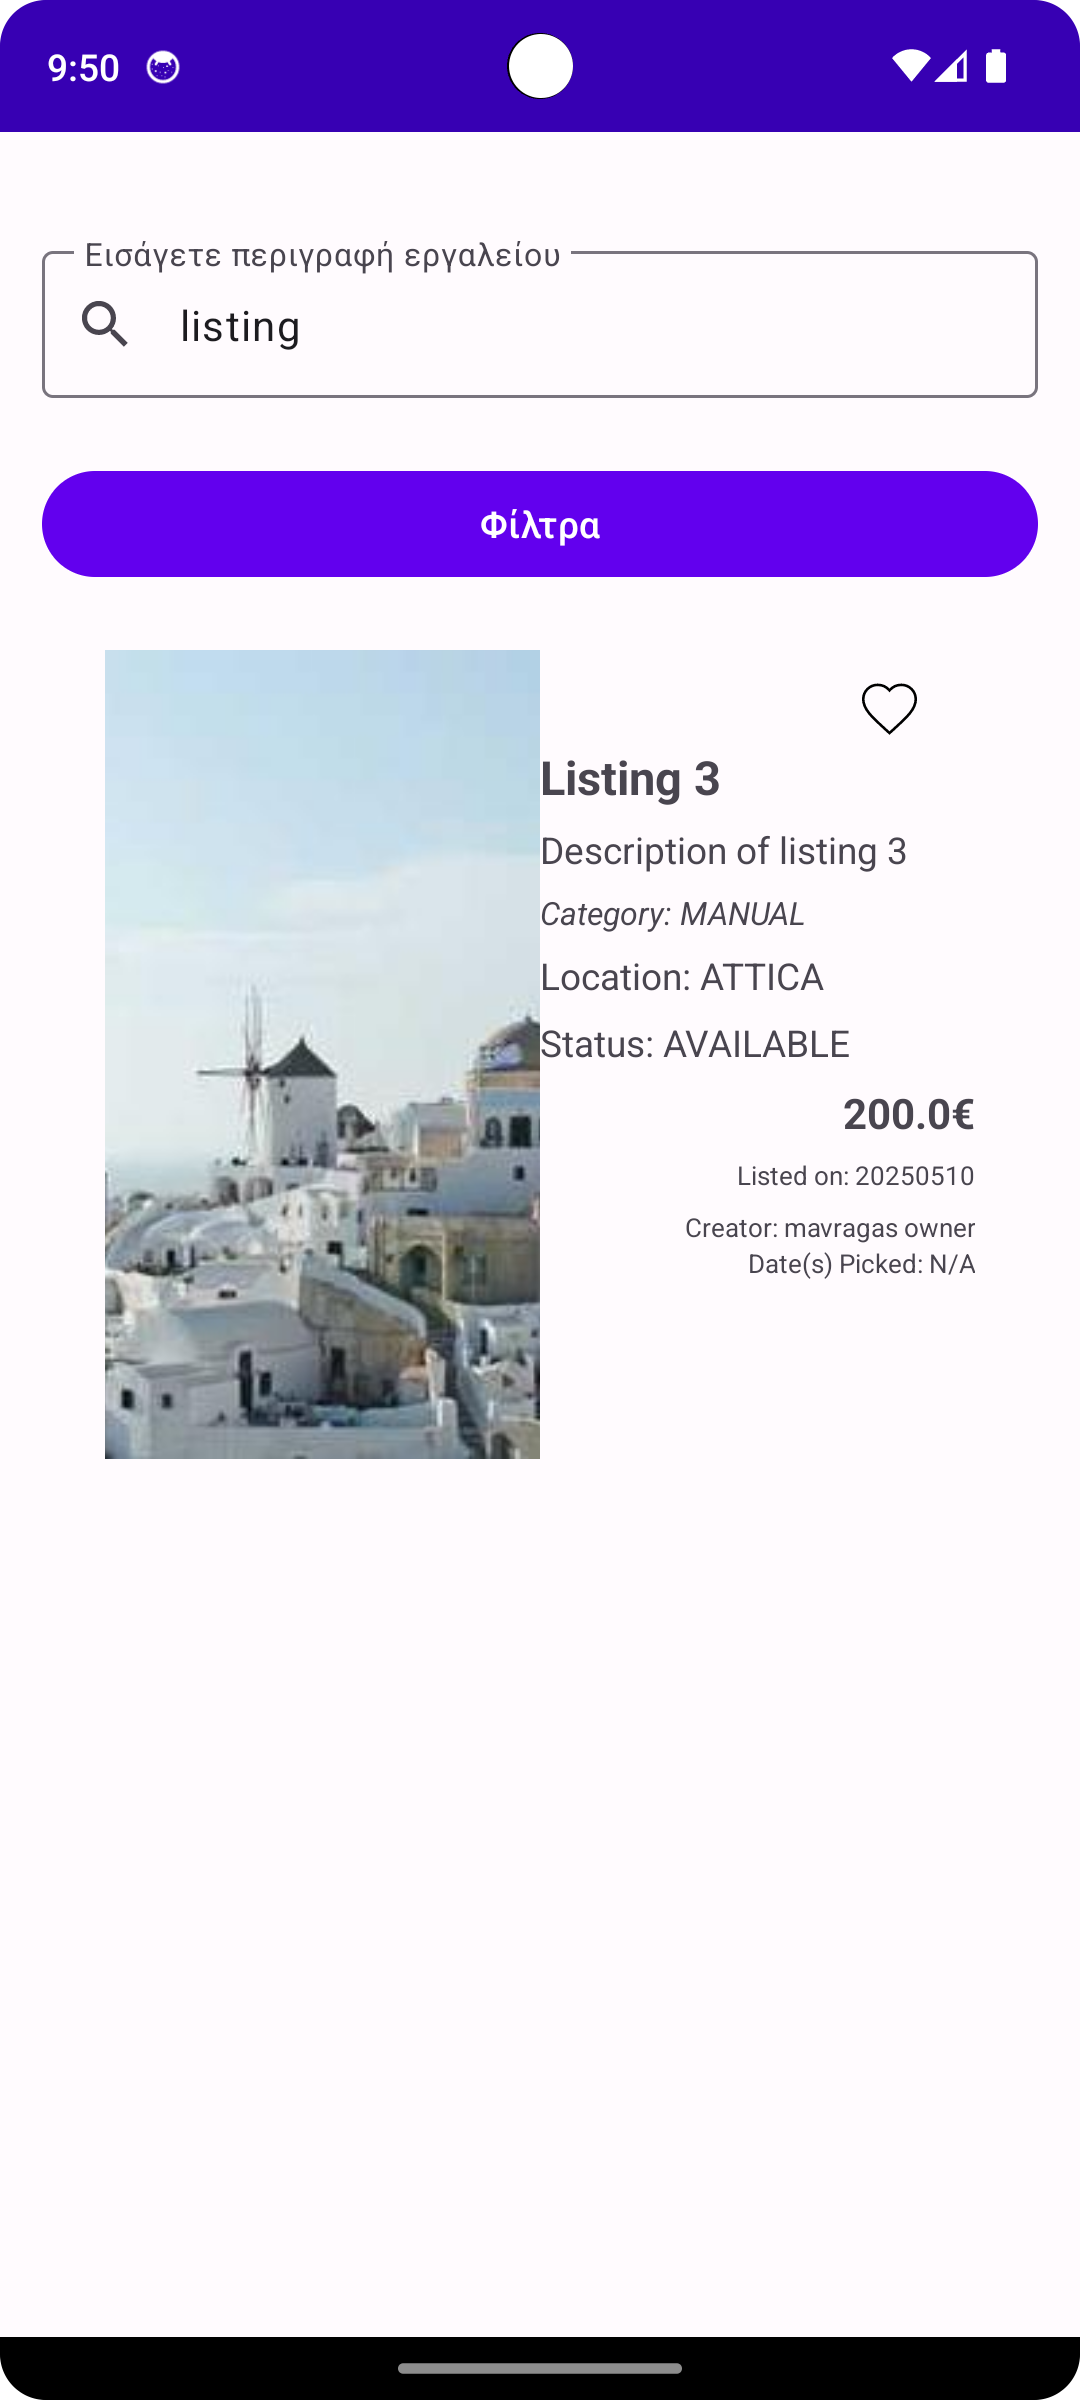 9:50
Εισάγετε περιγραφή εργαλείου
listing
Φίλτρα
Listing 3
Description of listing 3
Category: MANUAL
Location: ATTICA
Status: AVAILABLE
200.0€
Listed on: 20250510
Creator: mavragas owner
Date(s) Picked: N/A